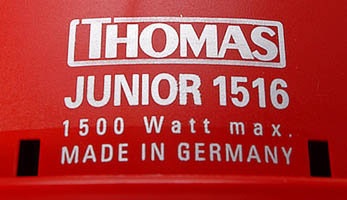 THOMAS
JUNIOR 1516
1500 Watt max.
MADE IN GERMANY